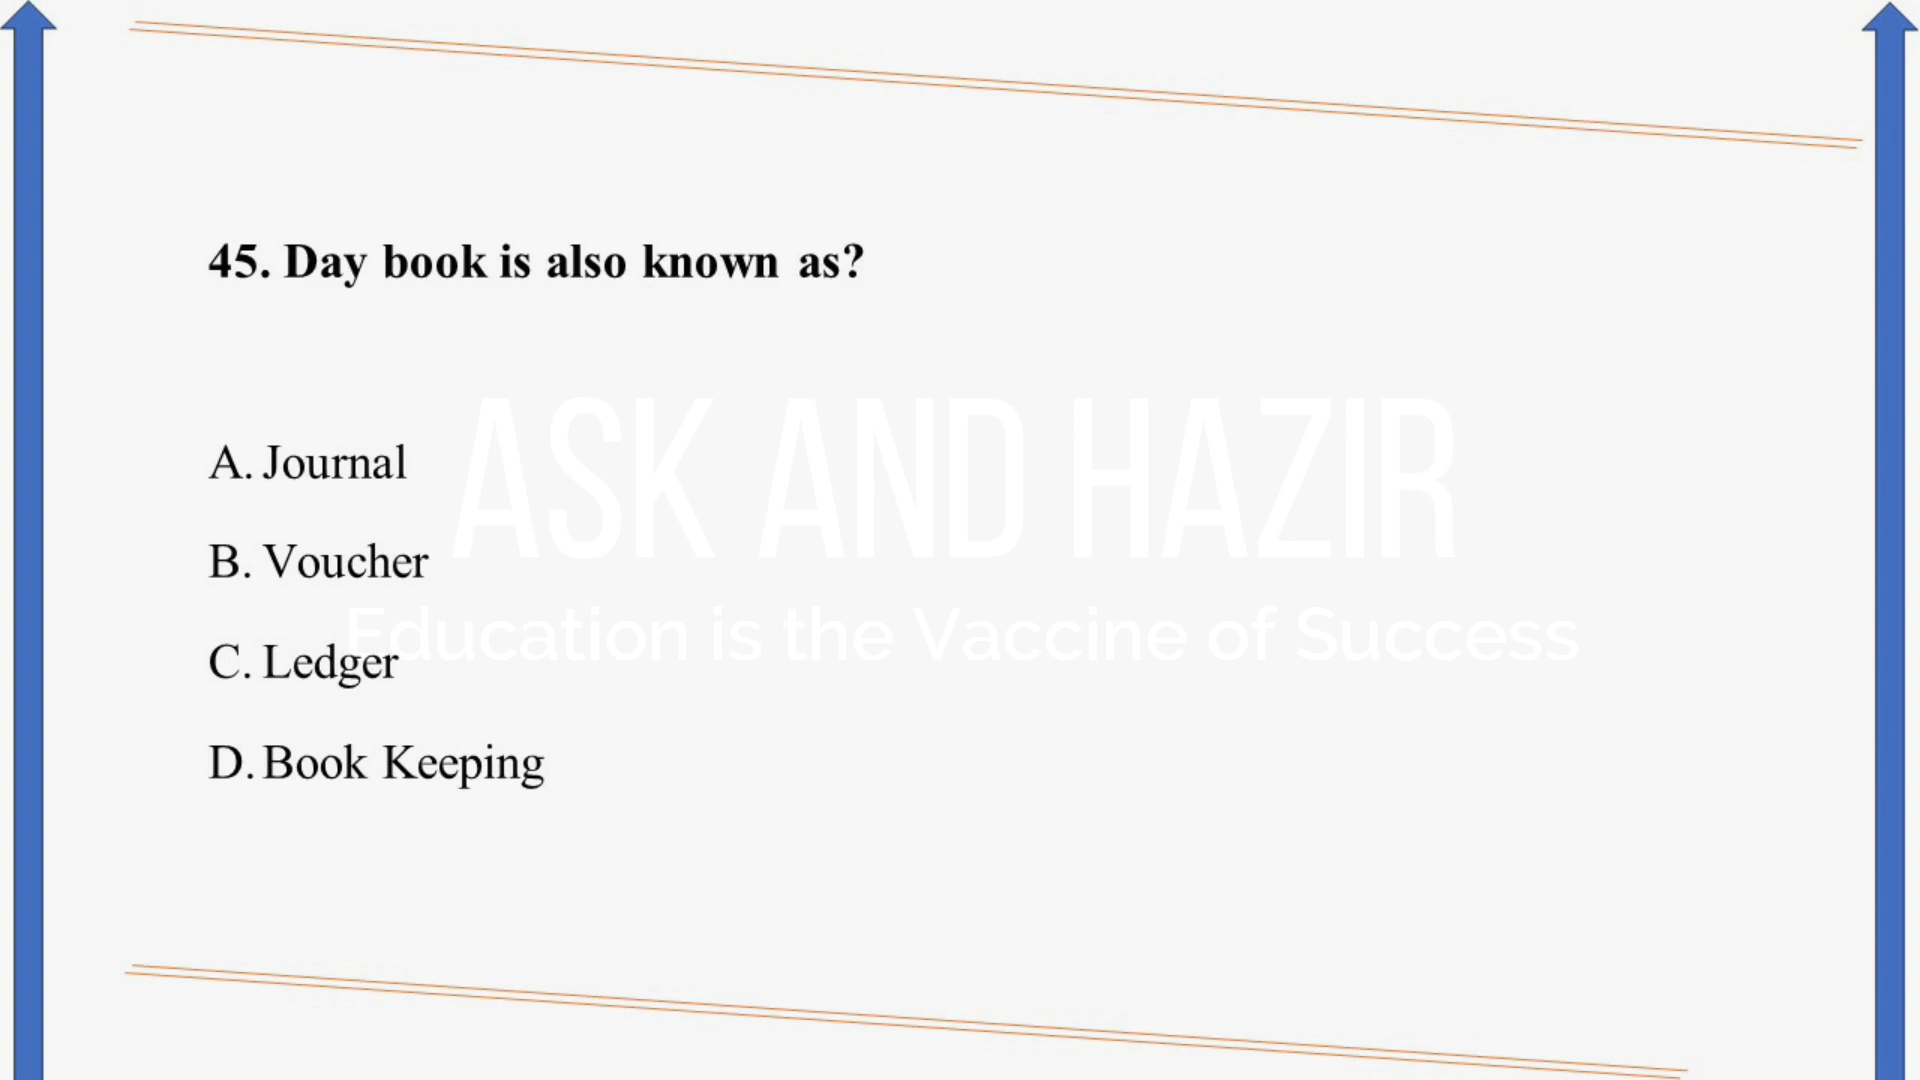 45. Day book is also known as?
ASK AND HAZIR
A. Journal
B. Voucher
Education is the Vaccine of Success
C. Ledger
D. Book Keeping